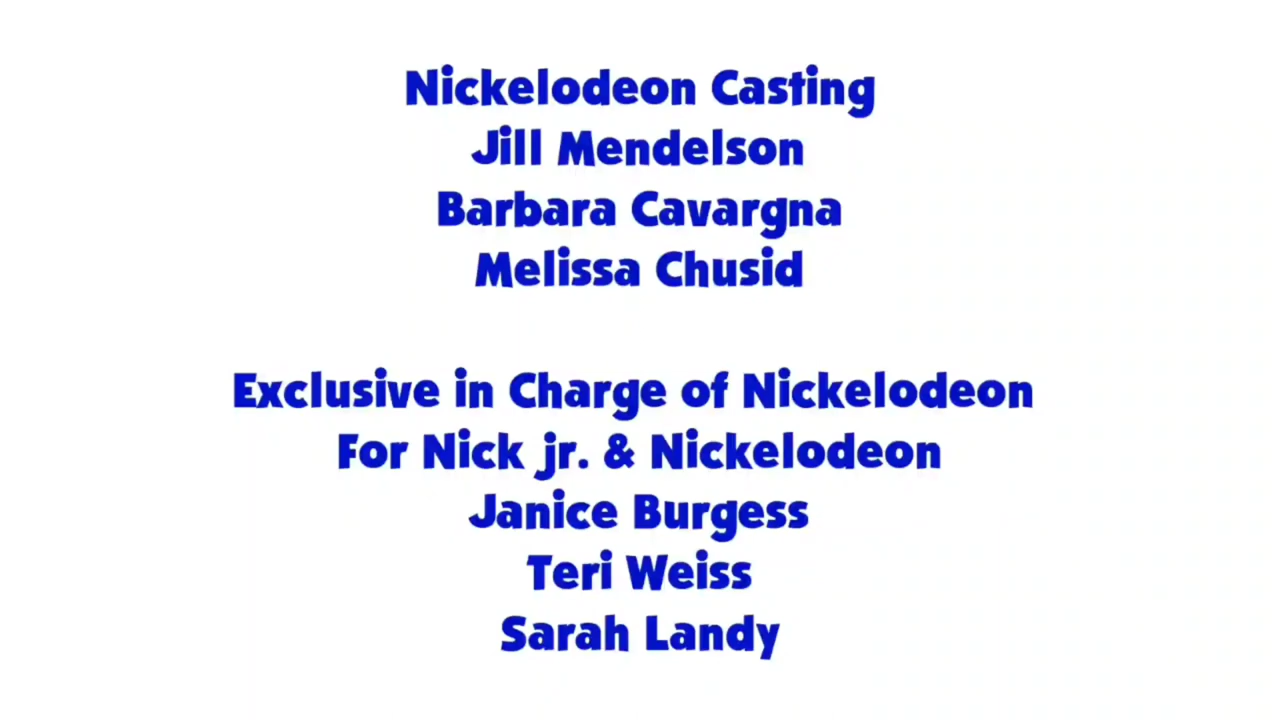 Nickelodeon Casting
Jill Mendelson
Barbara Cavargna
Melissa Chusid
Exclusive in Charge of Nickelodeon
For Nick jr. & Nickelodeon
Janice Burgess
Teri Weiss
Sarah Landy